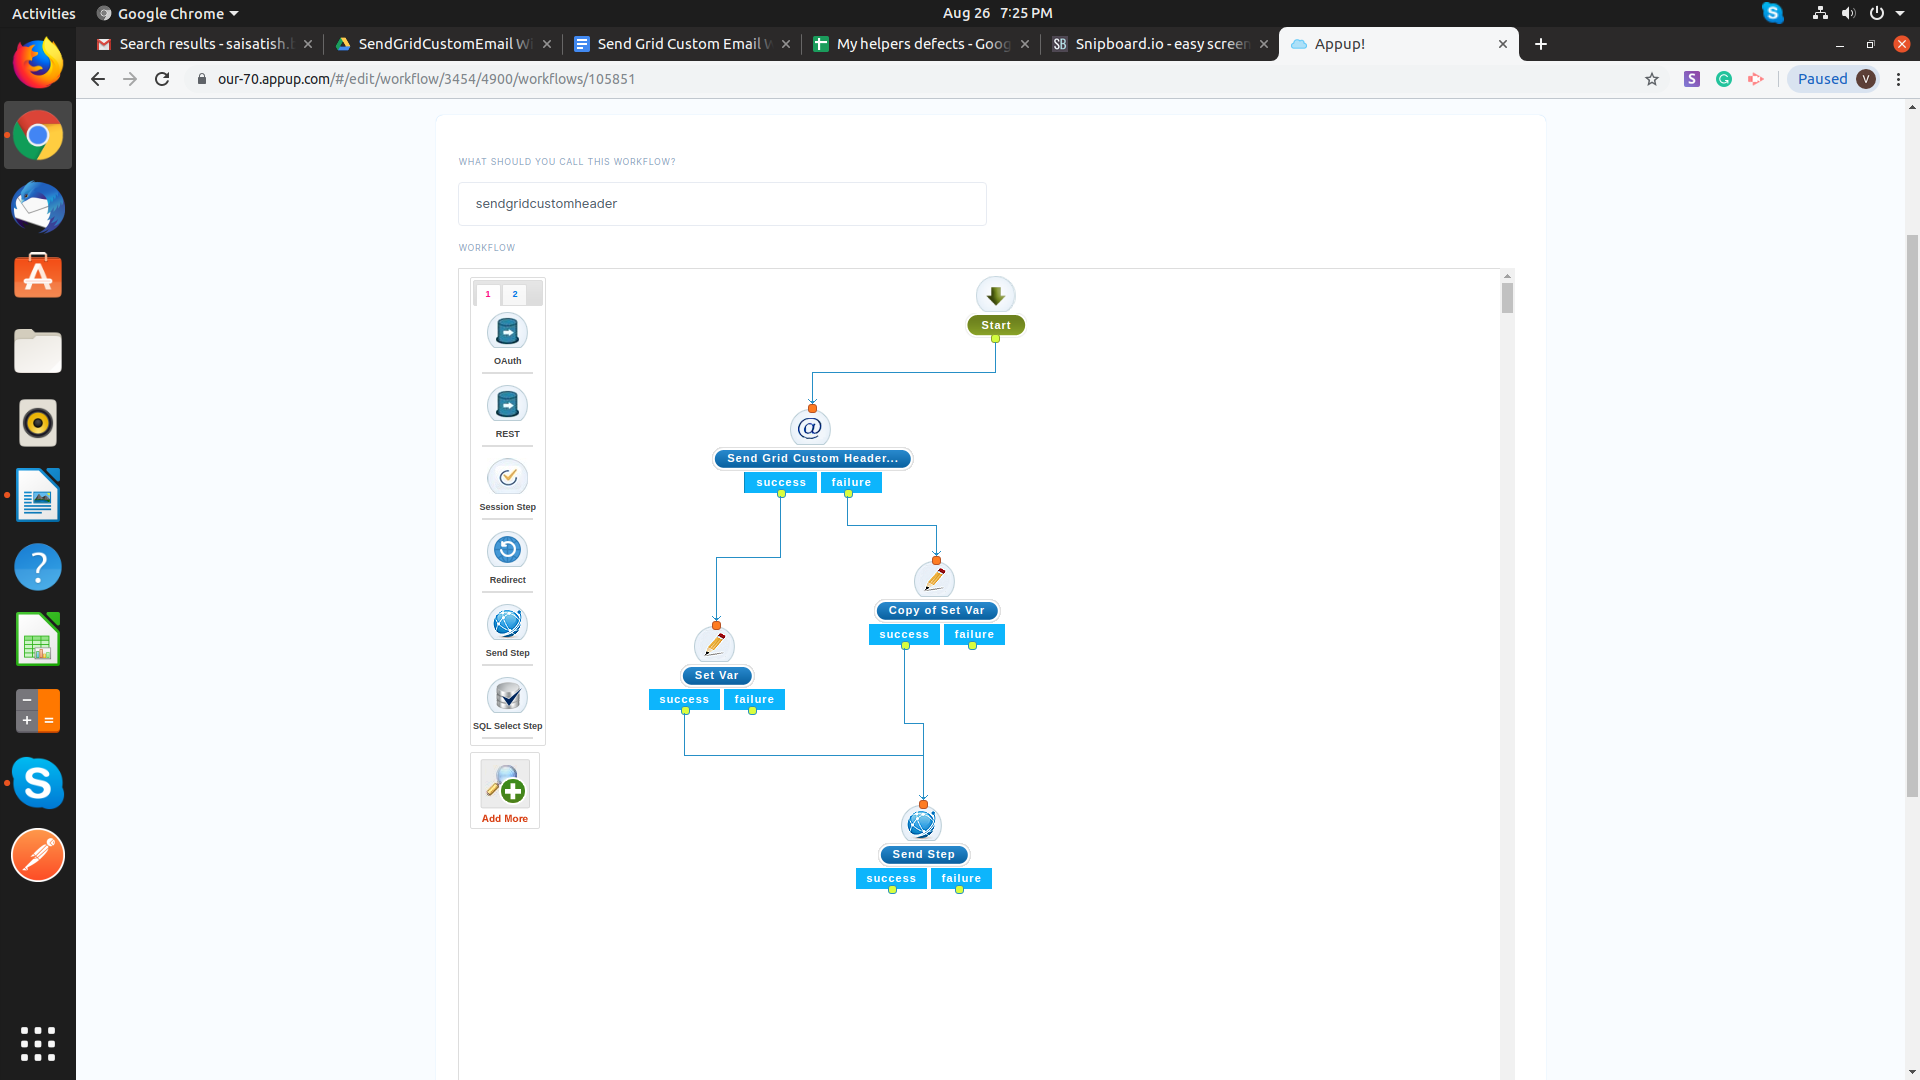 Activities
Google Chrome
Aug 26 7:25 PM
Search results - saisatish.
SendGridCustomEmail W
Send Grid Custom Email
My helpers defects - Goog
Snipboard.io - easy screen
Appup!
our-70.appup.com/#/edit/workflow/3454/4900/workflows/105851
Paused
V
WHAT SHOULD YOU CALL THIS WORKFLOW?
sendgridcustomheader
WORKFLOW
1 2
OAuth
REST
Session Step
Redirect
Send Step
SQL Select Step
Add More
Start
Send Grid Custom Header...
success failure
Copy of Set Var
success failure
Set Var
success failure
Send Step
success failure